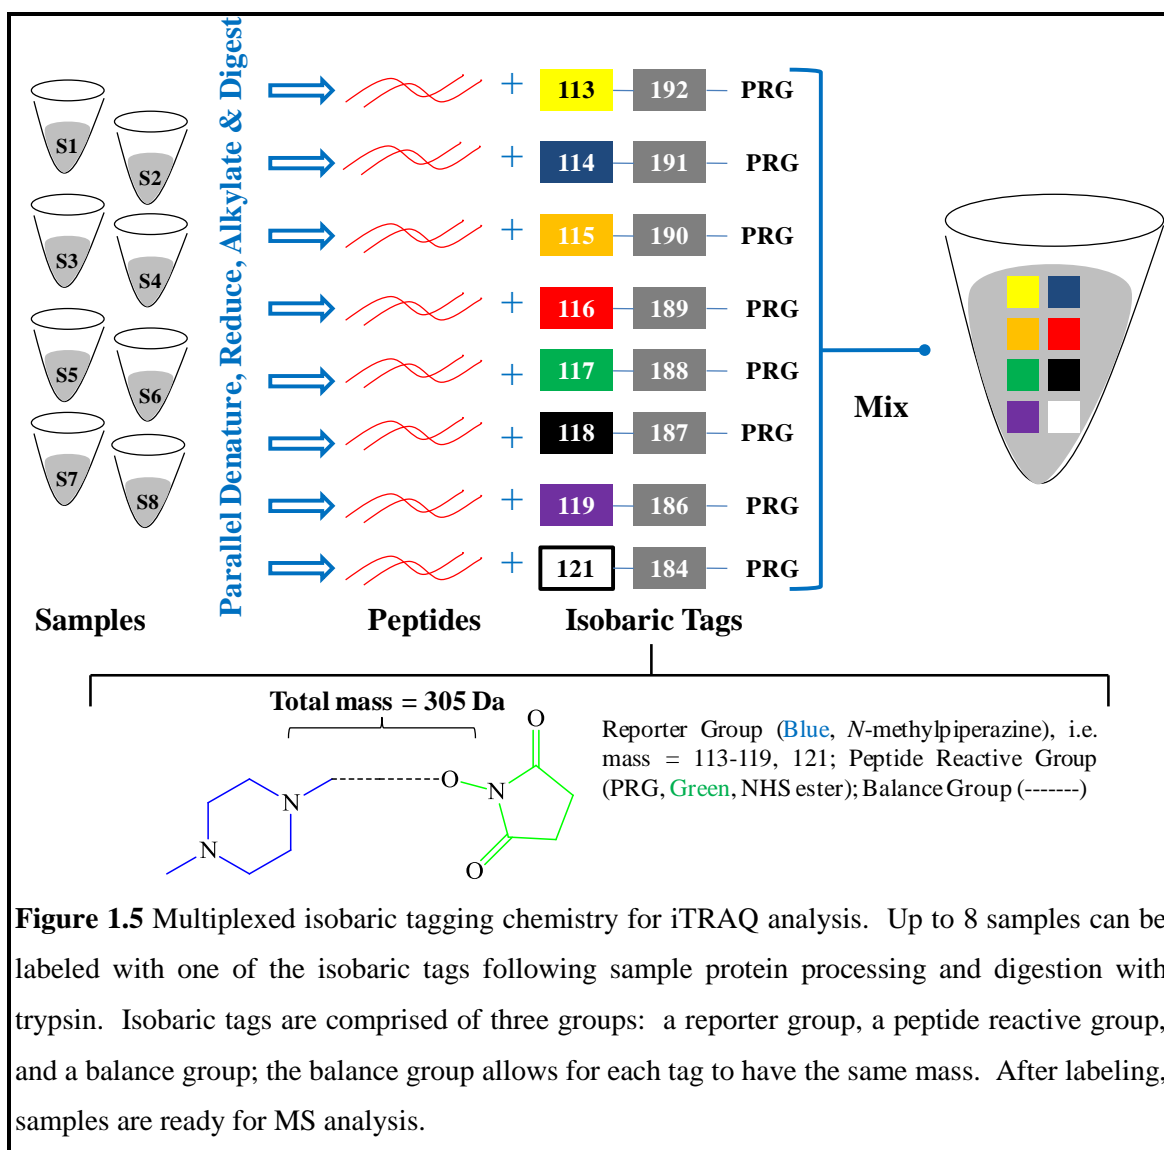 S1
S2
S3
S4
S5
S6
S7
S8
Samples
Parallel Denature, Reduce, Alkylate & Digest
+ 113 192 PRG
+ 114 191 PRG
+ 115 190 PRG
+ 116 189 PRG
+ 117 188 PRG
+ 118 187 PRG
+ 119 186 PRG
+ 121 184 PRG
Peptides
Isobaric Tags
Mix
Total mass = 305 Da
N
N
O
N
O
O
Reporter Group (Blue, N-methylpiperazine), i.e.
mass = 113-119, 121; Peptide Reactive Group
(PRG, Green, NHS ester); Balance Group (-------)
Figure 1.5 Multiplexed isobaric tagging chemistry for iTRAQ analysis. Up to 8 samples can be
labeled with one of the isobaric tags following sample protein processing and digestion with
trypsin. Isobaric tags are comprised of three groups: a reporter group, a peptide reactive group,
and a balance group; the balance group allows for each tag to have the same mass. After labeling,
samples are ready for MS analysis.